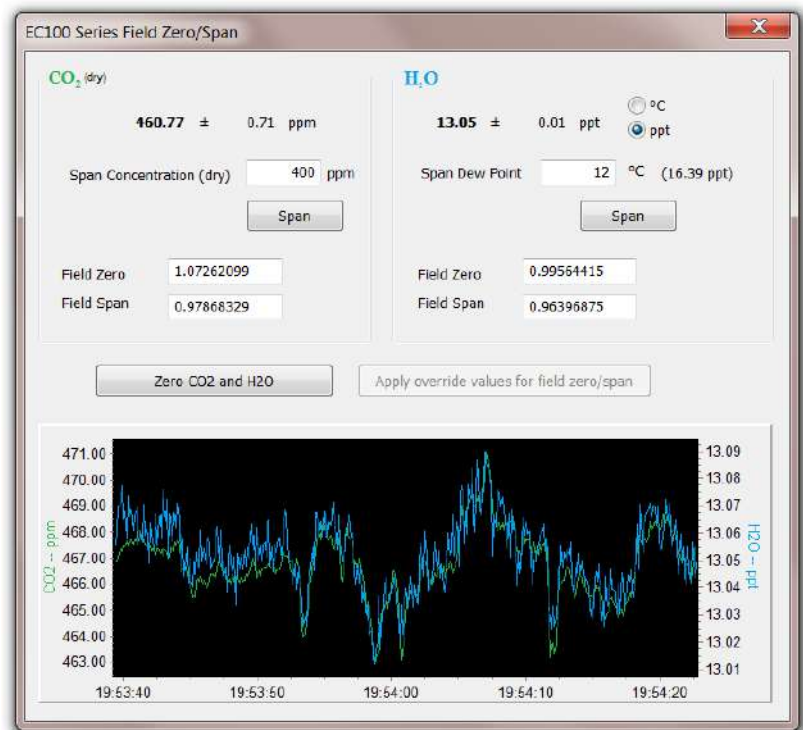 EC100 Series Field Zero/Span
X
CO₂ (dry)
460.77 ± 0.71 ppm
Span Concentration (dry) 400 ppm
Span
Field Zero 1.07262099
Field Span 0.97868329
H₂O
13.05 ± 0.01 ppt
°C
ppt
Span Dew Point 12 °C (16.39 ppt)
Span
Field Zero 0.99564415
Field Span 0.96396875
Zero CO2 and H2O
Apply override values for field zero/span
CO2 -- ppm
471.00
470.00
469.00
468.00
467.00
466.00
465.00
464.00
463.00
13.09
13.08
13.07
13.06
13.05
13.04
13.03
13.02
13.01
H2O -- ppt
19:53:40 19:53:50 19:54:00 19:54:10 19:54:20